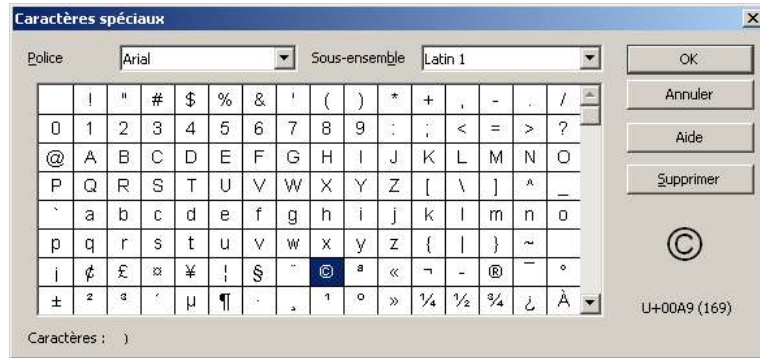 Caractères spéciaux
Police Arial Sous-ensemble Latin 1 OK
! " # $ % & ' ( ) * + , - . / Annuler
0 1 2 3 4 5 6 7 8 9 : ; < = > ? Aide
@ A B C D E F G H I J K L M N O
P Q R S T U V W X Y Z [ \ ] ^ _ Supprimer
` a b c d e f g h i j k l m n o
p q r s t u v w x y z { | } ~ ©
¡ ¢ £ ¤ ¥ ¦ § ¨ © ª « ¬ - ® ¯ °
± ² ³ ´ µ ¶ · ¸ ¹ º » ¼ ½ ¾ ¿ À U+00A9 (169)
Caractères : )